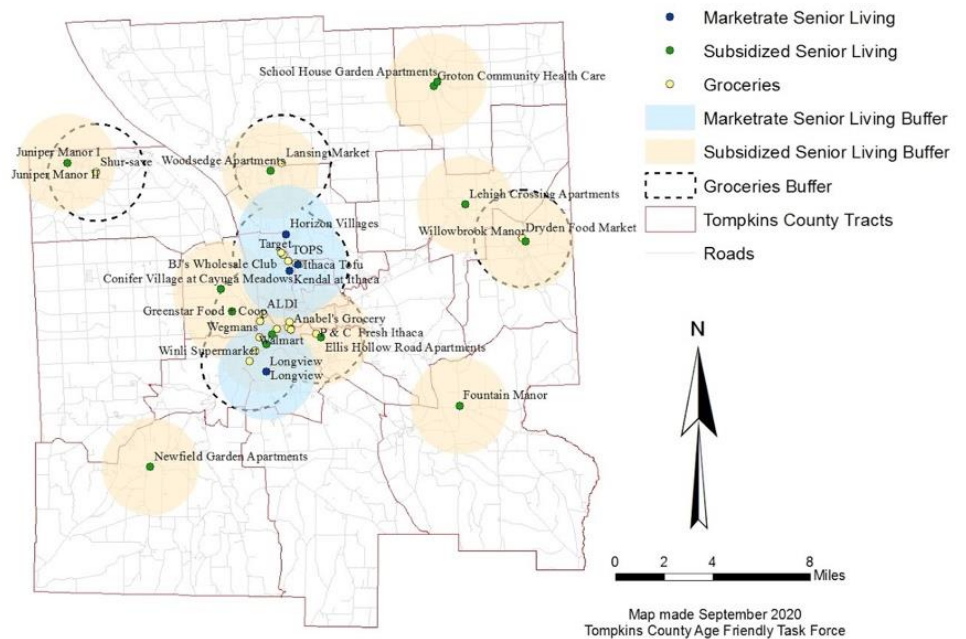 Marketrate Senior Living
Subsidized Senior Living
Groceries
Marketrate Senior Living Buffer
Subsidized Senior Living Buffer
Groceries Buffer
Tompkins County Tracts
Roads
School House Garden Apartments
Groton Community Health Care
Juniper Manor I
Shur-save
Juniper Manor II
Woodsedge Apartments
Lansing Market
Lehigh Crossing Apartments
Willowbrook Manor
Dryden Food Market
Horizon Villages
Target
TOPS
BJ's Wholesale Club
Ithaca Tofu
Kendal at Ithaca
Conifer Village at Cayuga Meadows
ALDI
Greenstar Food & Coop
Anabel's Grocery
Wegmans
P & C Fresh Ithaca
Walmart
Ellis Hollow Road Apartments
Winli Supermarket
Longview
Longview
Fountain Manor
Newfield Garden Apartments
N
0 2 4 8
Miles
Map made September 2020
Tompkins County Age Friendly Task Force